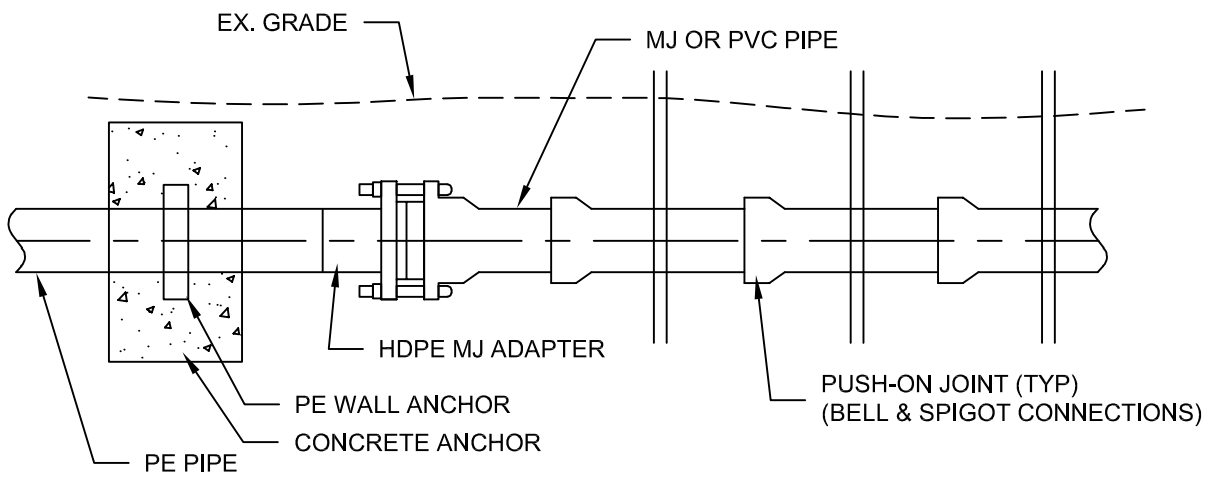 EX. GRADE
MJ OR PVC PIPE
HDPE MJ ADAPTER
PUSH-ON JOINT (TYP)
(BELL & SPIGOT CONNECTIONS)
PE WALL ANCHOR
CONCRETE ANCHOR
PE PIPE